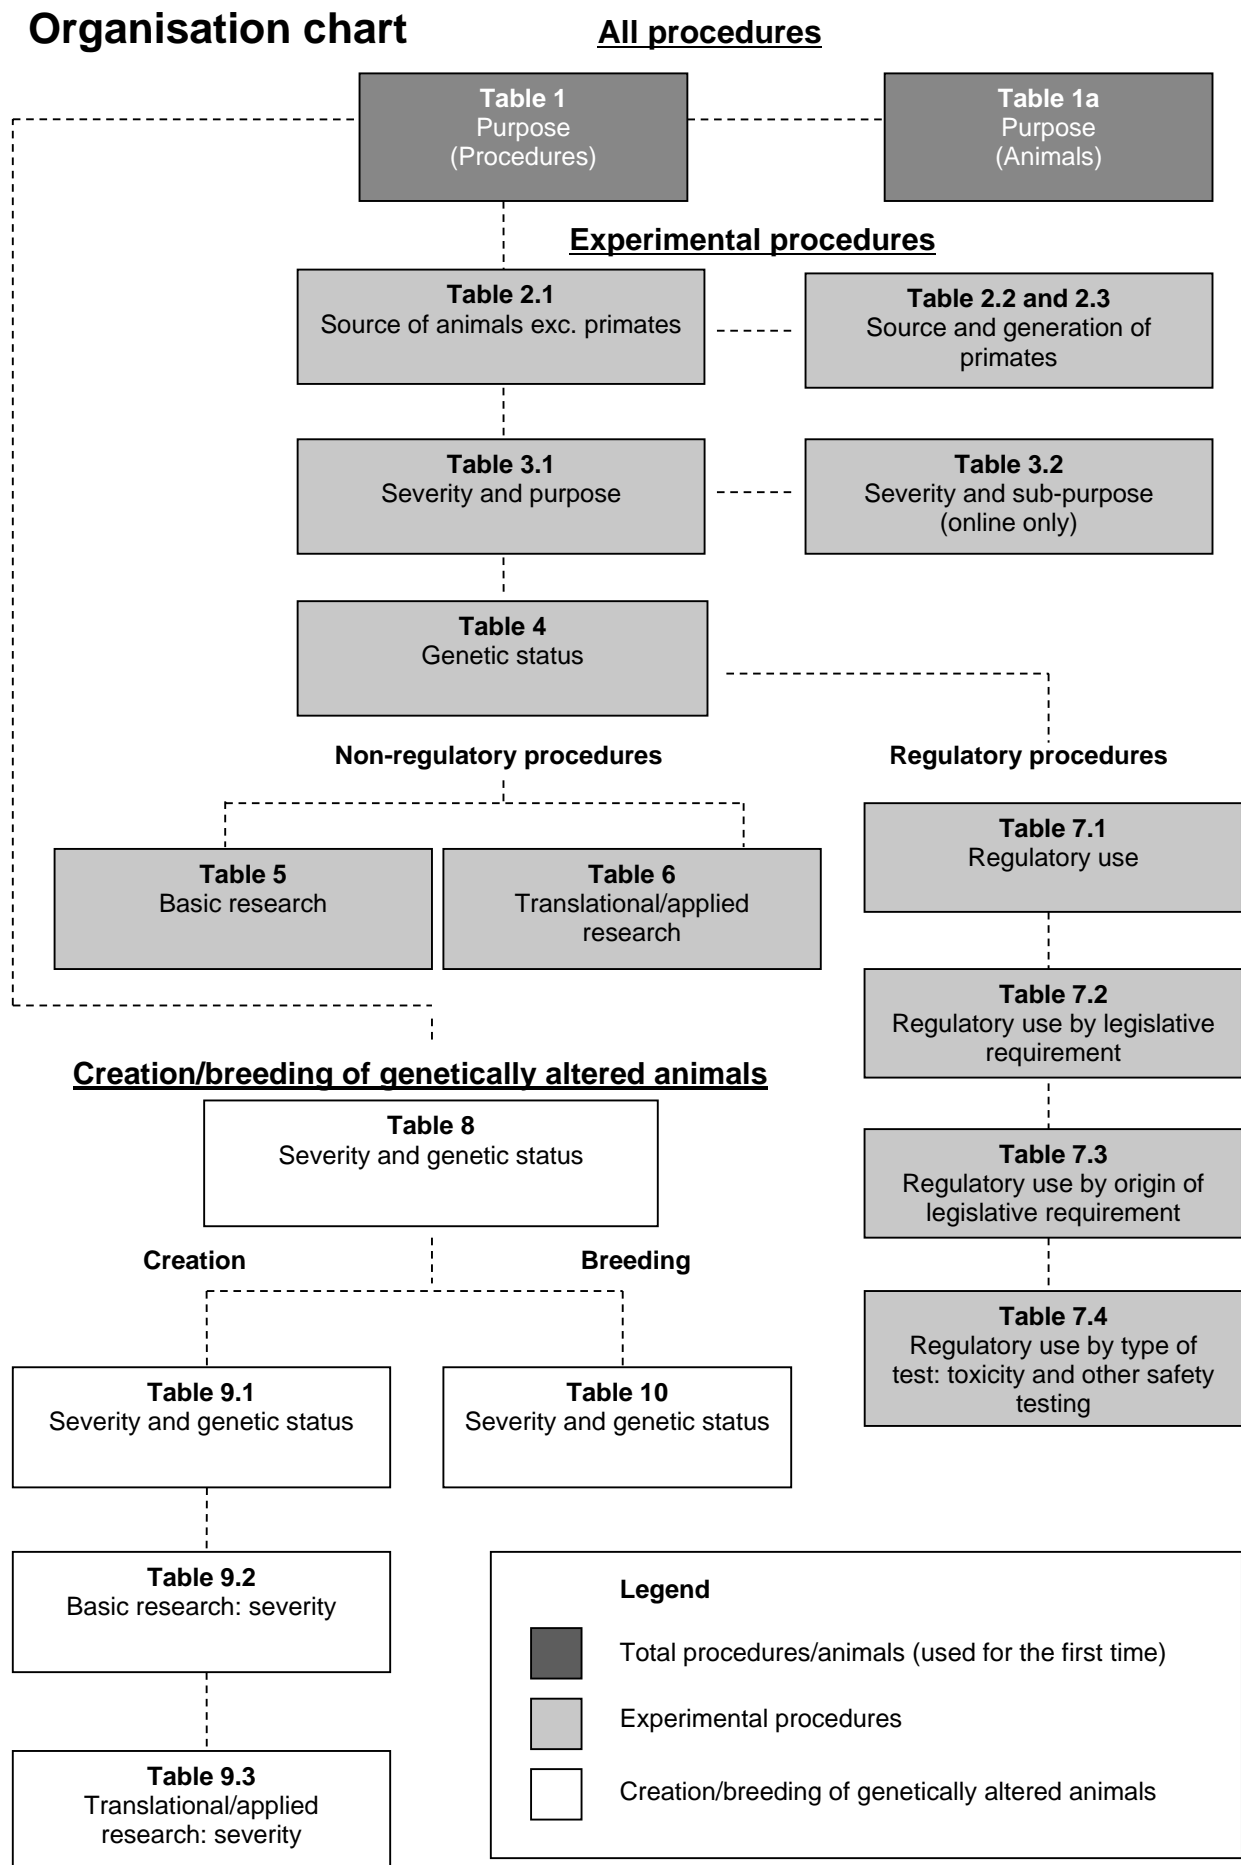 Organisation chart
All procedures
Table 1
Purpose
(Procedures)
Table 1a
Purpose
(Animals)
Experimental procedures
Table 2.1
Source of animals exc. primates
Table 2.2 and 2.3
Source and generation of
primates
Table 3.1
Severity and purpose
Table 3.2
Severity and sub-purpose
(online only)
Table 4
Genetic status
Non-regulatory procedures
Regulatory procedures
Table 5
Basic research
Table 6
Translational/applied
research
Table 7.1
Regulatory use
Table 7.2
Regulatory use by legislative
requirement
Table 7.3
Regulatory use by origin of
legislative requirement
Table 7.4
Regulatory use by type of
test: toxicity and other safety
testing
Creation/breeding of genetically altered animals
Table 8
Severity and genetic status
Creation
Breeding
Table 9.1
Severity and genetic status
Table 10
Severity and genetic status
Table 9.2
Basic research: severity
Table 9.3
Translational/applied
research: severity
Legend
Total procedures/animals (used for the first time)
Experimental procedures
Creation/breeding of genetically altered animals